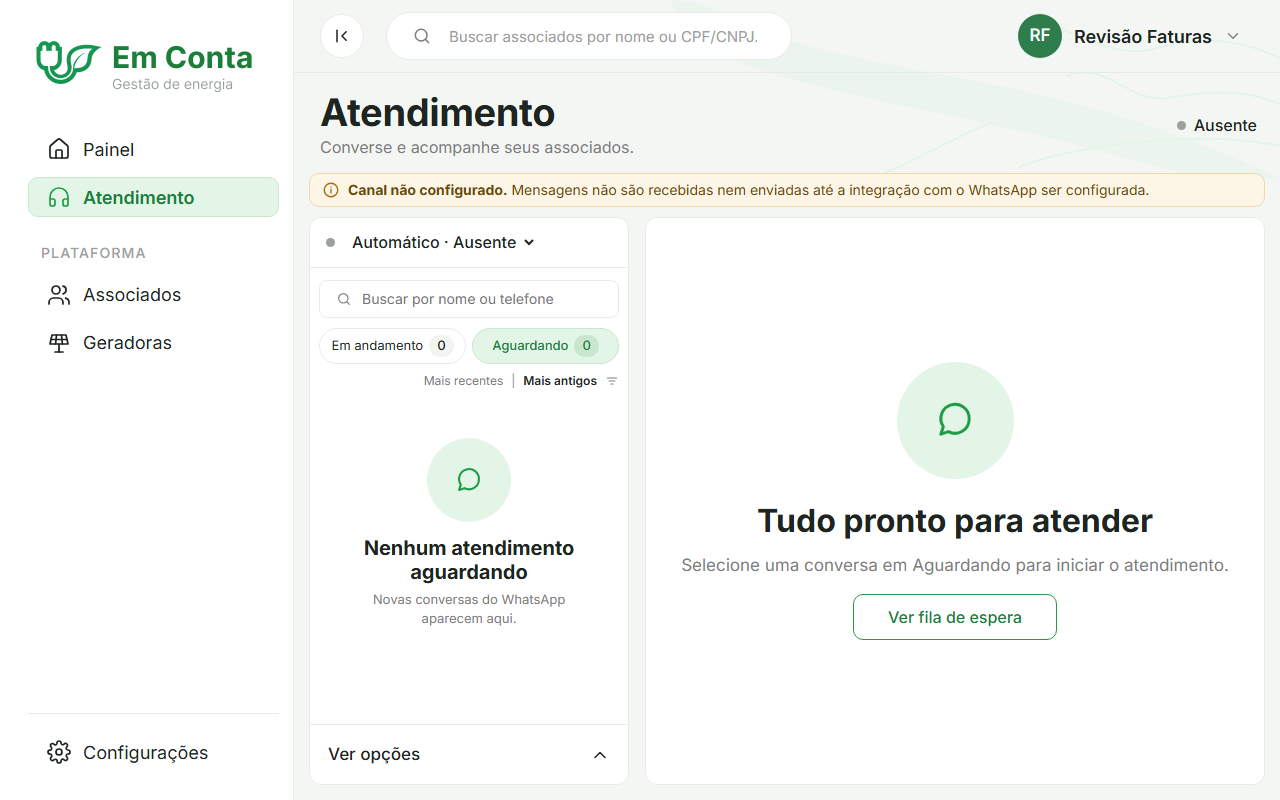 Em Conta
Gestão de energia
Painel
Atendimento
PLATAFORMA
Associados
Geradoras
Configurações
Buscar associados por nome ou CPF/CNPJ.
RF
Revisão Faturas
Atendimento
Converse e acompanhe seus associados.
Ausente
Canal não configurado. Mensagens não são recebidas nem enviadas até a integração com o WhatsApp ser configurada.
Automático · Ausente
Buscar por nome ou telefone
Em andamento 0
Aguardando 0
Mais recentes | Mais antigos
Nenhum atendimento
aguardando
Novas conversas do WhatsApp
aparecem aqui.
Ver opções
Tudo pronto para atender
Selecione uma conversa em Aguardando para iniciar o atendimento.
Ver fila de espera